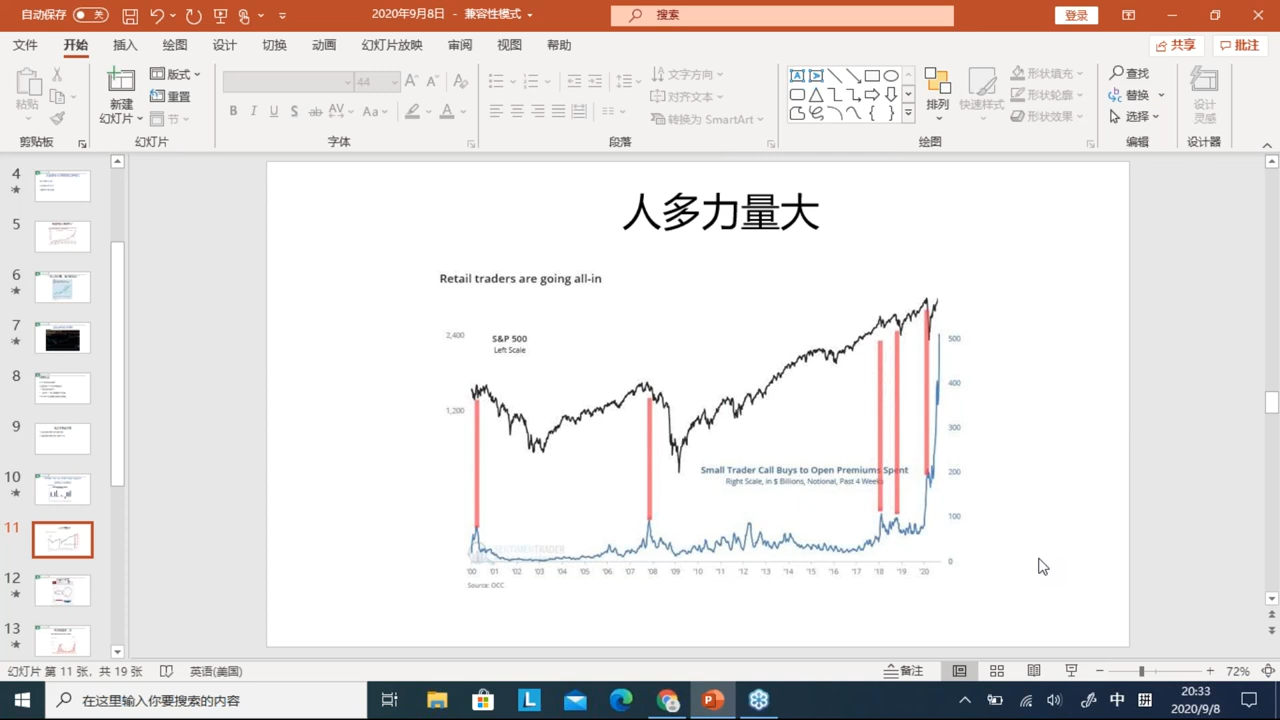 自动保存 关
2020年9月8日 - 兼容性模式
搜索
登录
文件 开始 插入 绘图 设计 切换 动画 幻灯片放映 审阅 视图 帮助
共享 批注
粘贴
剪贴板
新建
幻灯片
版式
重置
节
幻灯片
44
B I U S ab AV Aa A
字体
文字方向
对齐文本
转换为 SmartArt
段落
排列
快速样式
形状填充
形状轮廓
形状效果
绘图
查找
替换
选择
编辑
设计
灵感
设计器
4
5
6
7
8
9
10
11
12
13
人多力量大
Retail traders are going all-in
S&P 500
Left Scale
2,400
1,200
500
400
300
200
100
0
Small Trader Call Buys to Open Premiums Spent
Right Scale, in $ Billions, Notional, Past 4 Weeks
'00 '01 '02 '03 '04 '05 '06 '07 '08 '09 '10 '11 '12 '13 '14 '15 '16 '17 '18 '19 '20
Source: OCC
幻灯片 第 11 张，共 19 张 英语(美国)
备注
72%
在这里输入你要搜索的内容
中 拼
20:33
2020/9/8